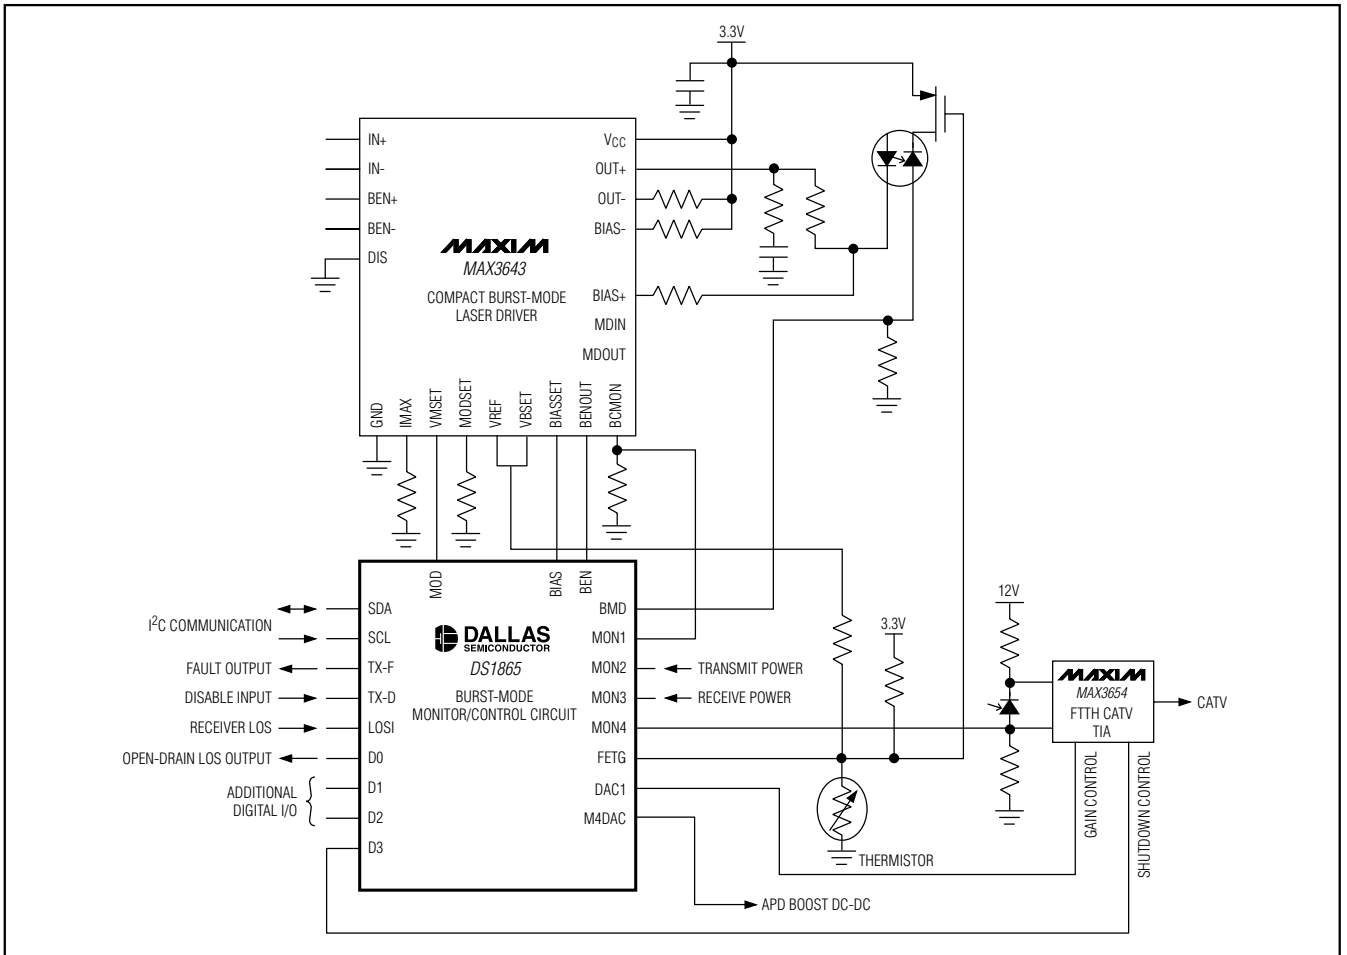 3.3V
IN+
IN-
BEN+
BEN-
DIS
VCC
OUT+
OUT-
BIAS-
BIAS+
MDIN
MDOUT
MAXIM
MAX3643
COMPACT BURST-MODE
LASER DRIVER
GND
IMAX
VMSET
MODSET
VREF
VBSET
BIASSET
BENOUT
BCMON
MOD
BIAS
BEN
I²C COMMUNICATION
FAULT OUTPUT
DISABLE INPUT
RECEIVER LOS
OPEN-DRAIN LOS OUTPUT
ADDITIONAL
DIGITAL I/O
SDA
SCL
TX-F
TX-D
LOSI
D0
D1
D2
D3
DALLAS
SEMICONDUCTOR
DS1865
BURST-MODE
MONITOR/CONTROL CIRCUIT
BMD
MON1
MON2
MON3
MON4
FETG
DAC1
M4DAC
TRANSMIT POWER
RECEIVE POWER
3.3V
12V
THERMISTOR
APD BOOST DC-DC
MAXIM
MAX3654
FTTH CATV
TIA
CATV
GAIN CONTROL
SHUTDOWN CONTROL